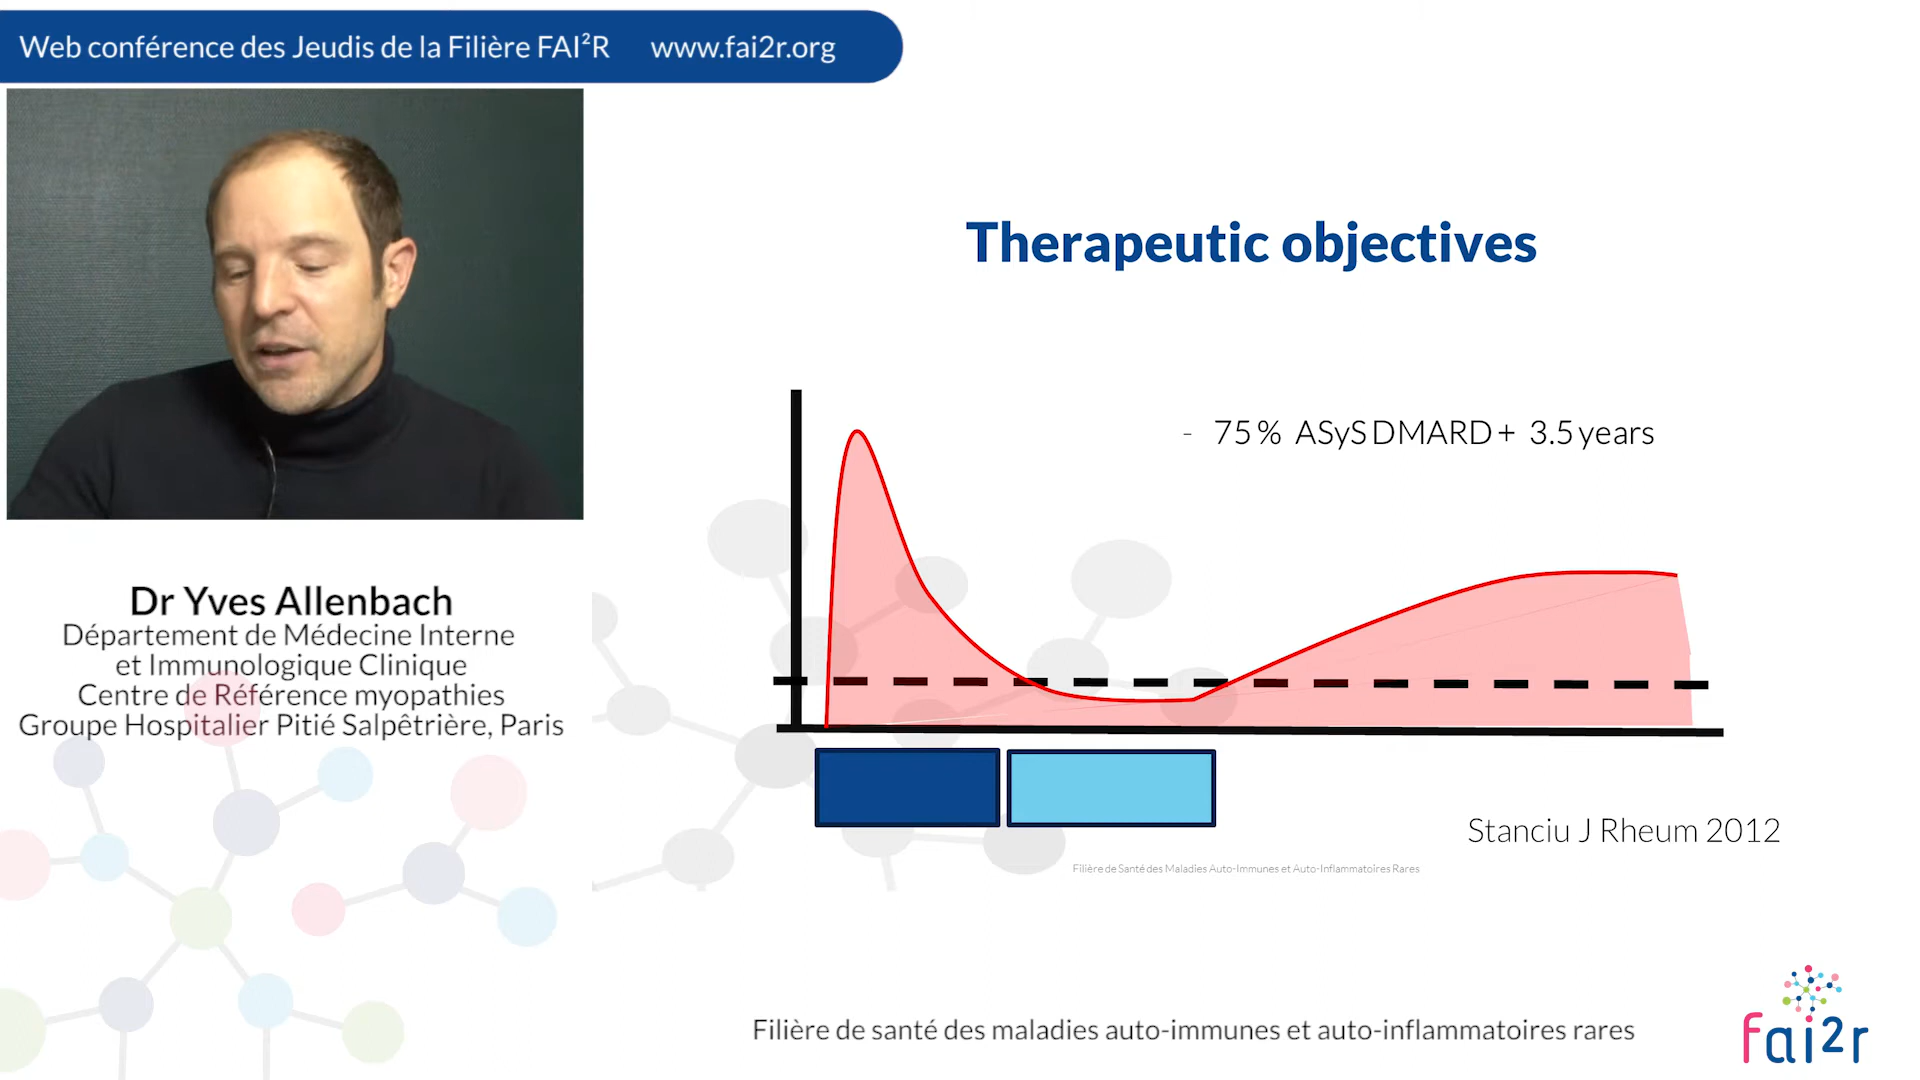 Web conférence des Jeudis de la Filière FAI²R www.fai2r.org
Dr Yves Allenbach
Département de Médecine Interne
et Immunologique Clinique
Centre de Référence myopathies
Groupe Hospitalier Pitié Salpêtrière, Paris
Therapeutic objectives
- 75% ASyS DMARD+ 3.5 years
Stanciu J Rheum 2012
Filière de Santé des Maladies Auto-Immunes et Auto-Inflammatoires Rares
Filière de santé des maladies auto-immunes et auto-inflammatoires rares
fai2r